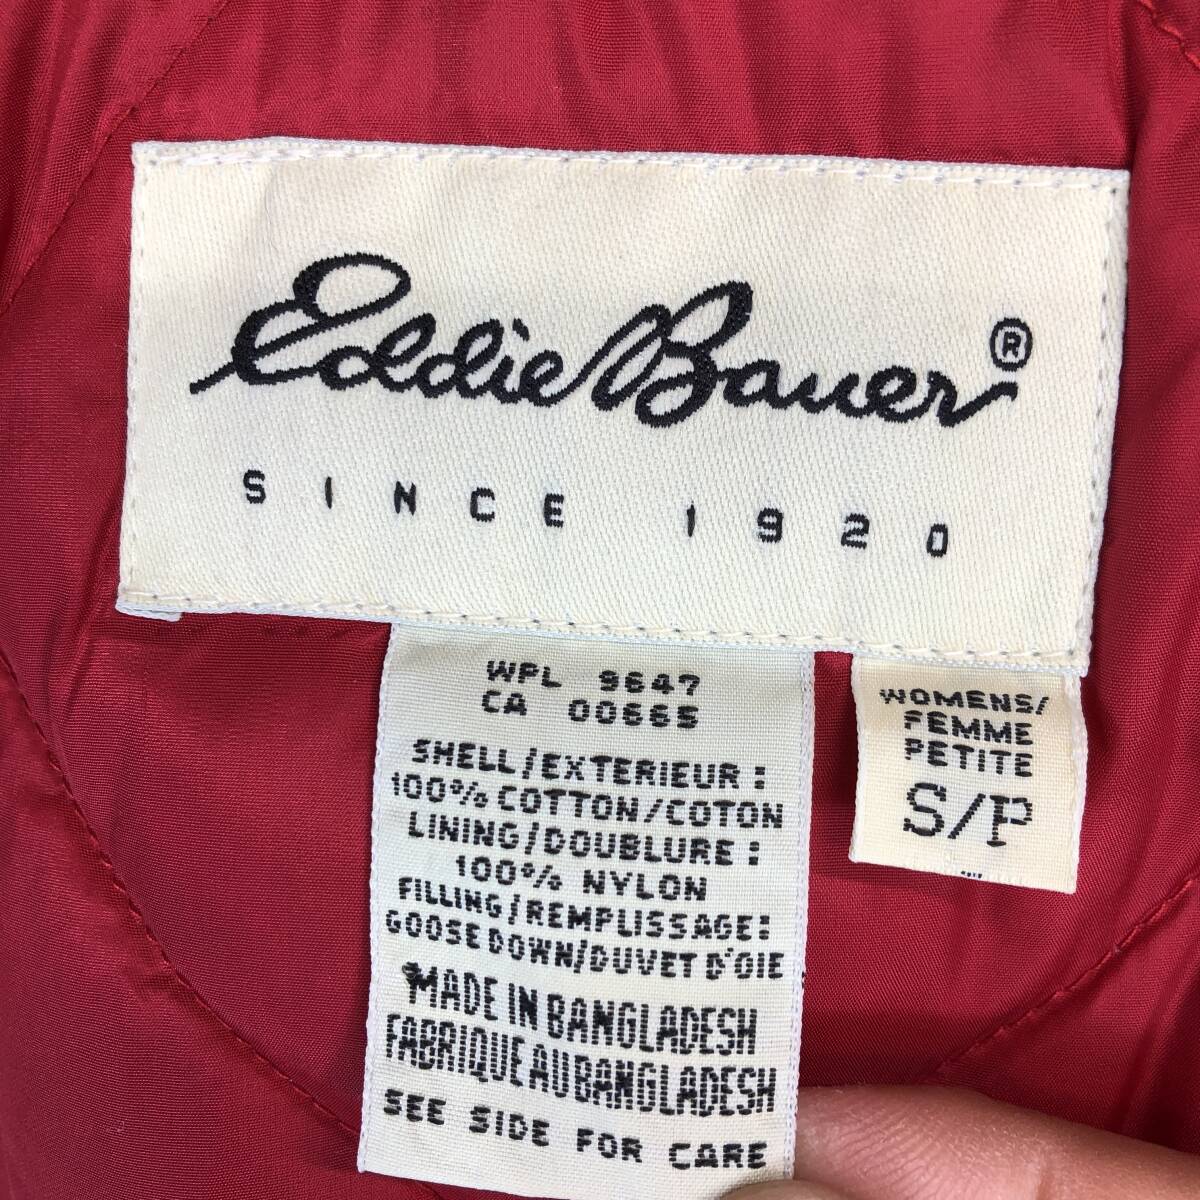 Eddie Bauer®
SINCE 1920
WPL 9647
CA 00665
SHELL/EXTERIEUR:
100% COTTON/COTON
LINING/DOUBLURE:
100% NYLON
FILLING/REMPLISSAGE:
GOOSE DOWN/DUVET D'OIE
MADE IN BANGLADESH
FABRIQUE AU BANGLADESH
SEE SIDE FOR CARE
WOMENS/
FEMME
PETITE
S/P